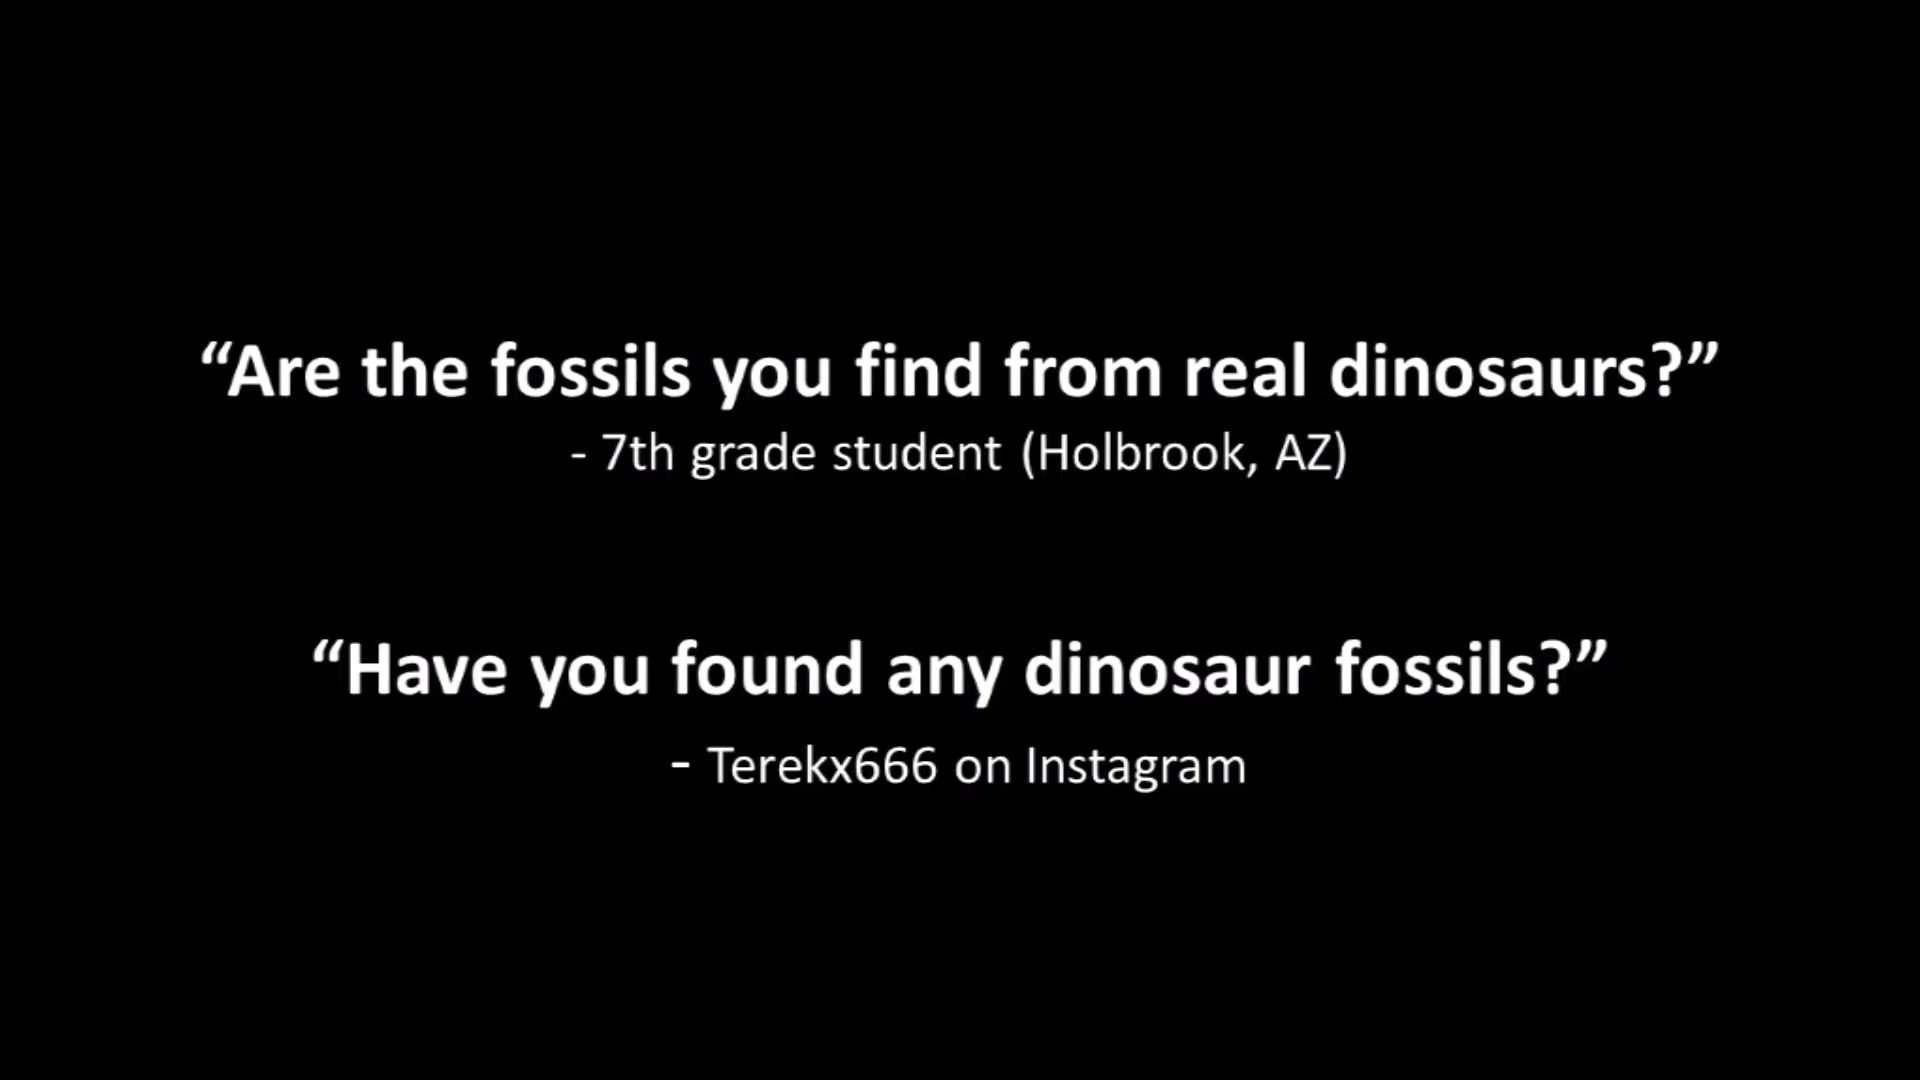 “Are the fossils you find from real dinosaurs?”
- 7th grade student (Holbrook, AZ)
“Have you found any dinosaur fossils?”
- Terekx666 on Instagram